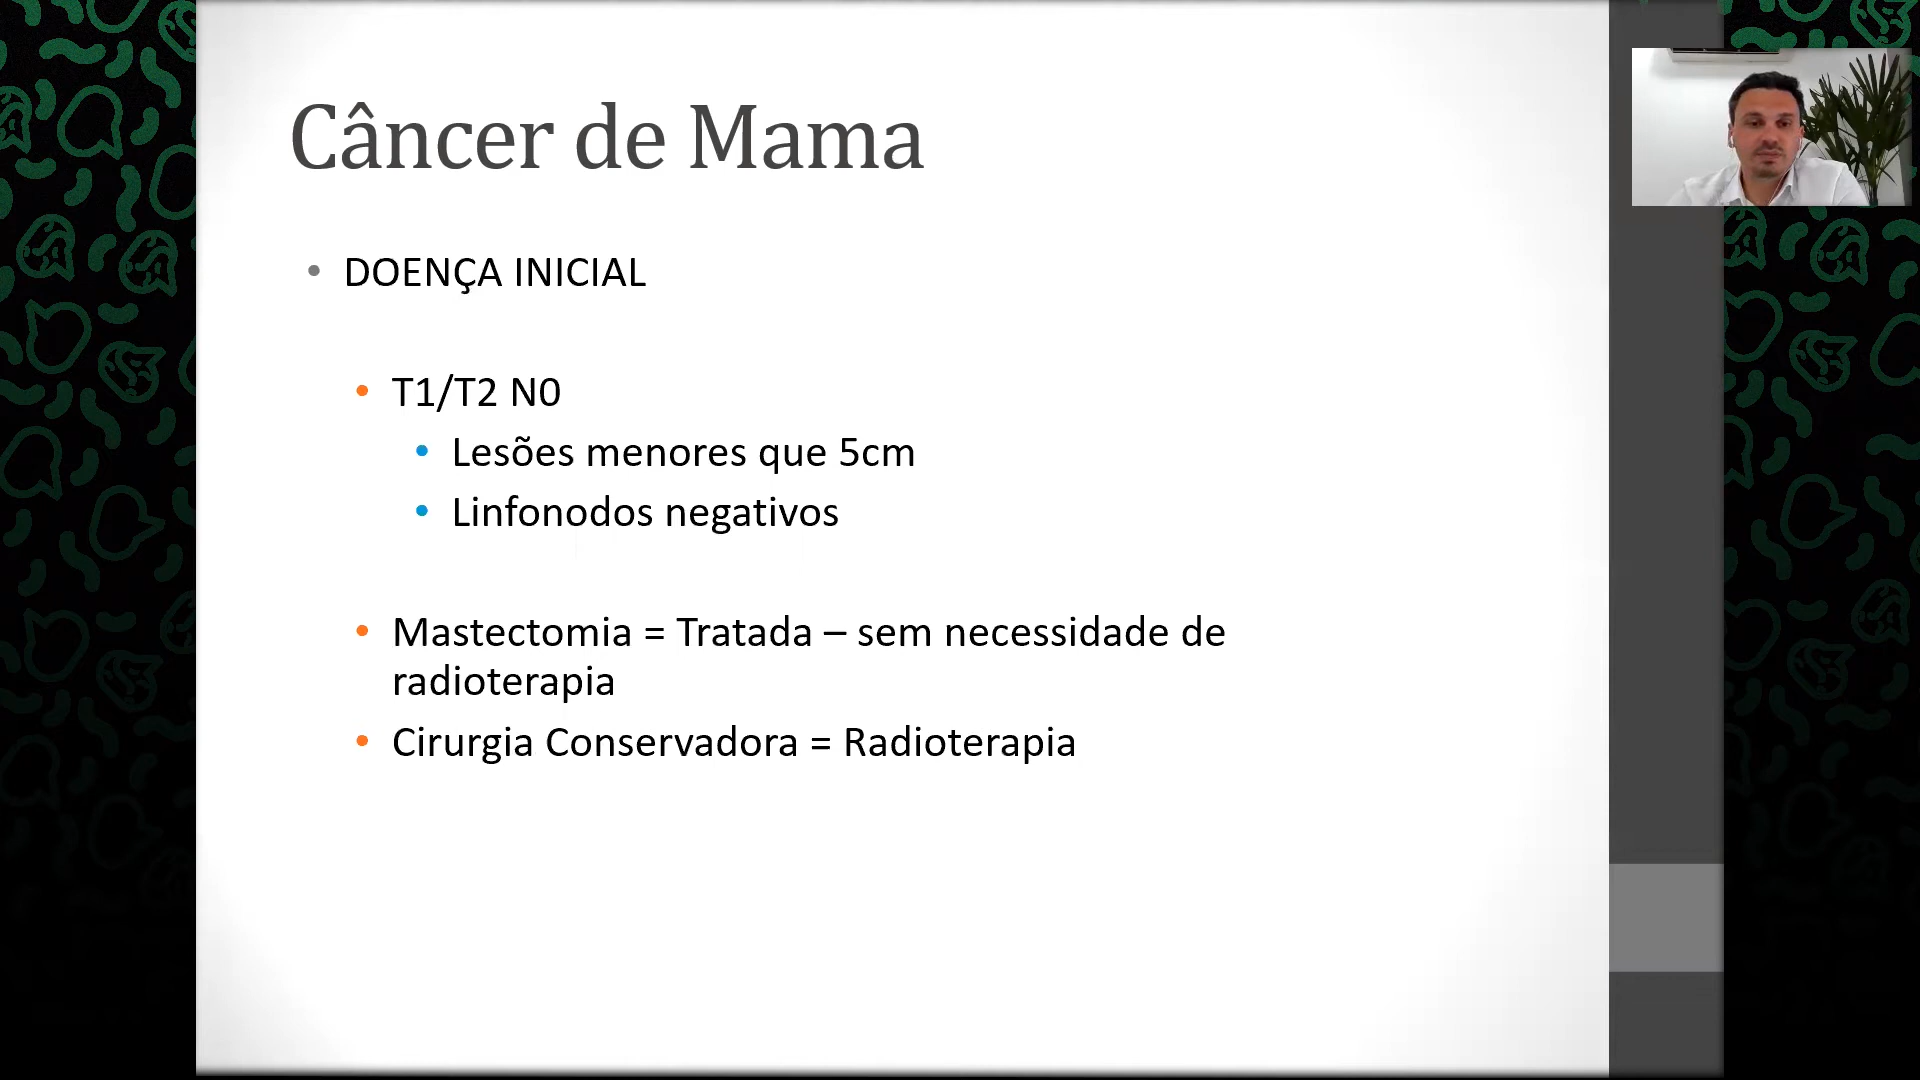 Câncer de Mama
• DOENÇA INICIAL
• T1/T2 N0
• Lesões menores que 5cm
• Linfonodos negativos
• Mastectomia = Tratada – sem necessidade de
radioterapia
• Cirurgia Conservadora = Radioterapia